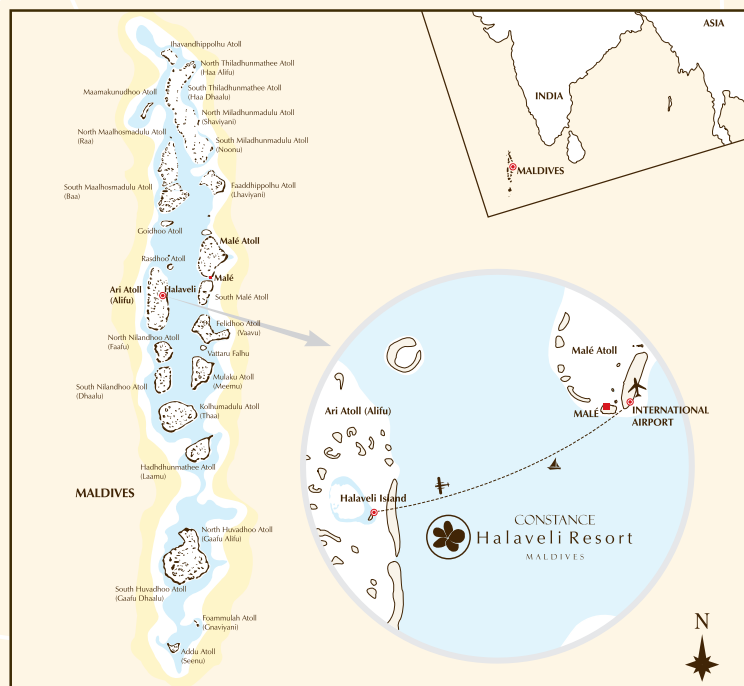 Ihavandhippolhu Atoll
North Thiladhunmathee Atoll
(Haa Alifu)
South Thiladhunmathee Atoll
(Haa Dhaalu)
Maamakunudhoo Atoll
North Miladhunmadulu Atoll
(Shaviyani)
North Maalhosmadulu Atoll
(Raa)
South Miladhunmadulu Atoll
(Noonu)
South Maalhosmadulu Atoll
(Baa)
Faaddhippolhu Atoll
(Lhaviyani)
Goidhoo Atoll
Malé Atoll
Rasdhoo Atoll
Malé
Ari Atoll
(Alifu)
Halaveli
South Malé Atoll
Felidhoo Atoll
(Vaavu)
North Nilandhoo Atoll
(Faafu)
Vattaru Falhu
South Nilandhoo Atoll
(Dhaalu)
Mulaku Atoll
(Meemu)
Kolhumadulu Atoll
(Thaa)
Hadhdhunmathee Atoll
(Laamu)
MALDIVES
North Huvadhoo Atoll
(Gaafu Alifu)
South Huvadhoo Atoll
(Gaafu Dhaalu)
Foammulah Atoll
(Gnaviyani)
Addu Atoll
(Seenu)
ASIA
INDIA
MALDIVES
Malé Atoll
MALÉ
INTERNATIONAL
AIRPORT
Ari Atoll (Alifu)
Halaveli Island
CONSTANCE
Halaveli Resort
MALDIVES
N